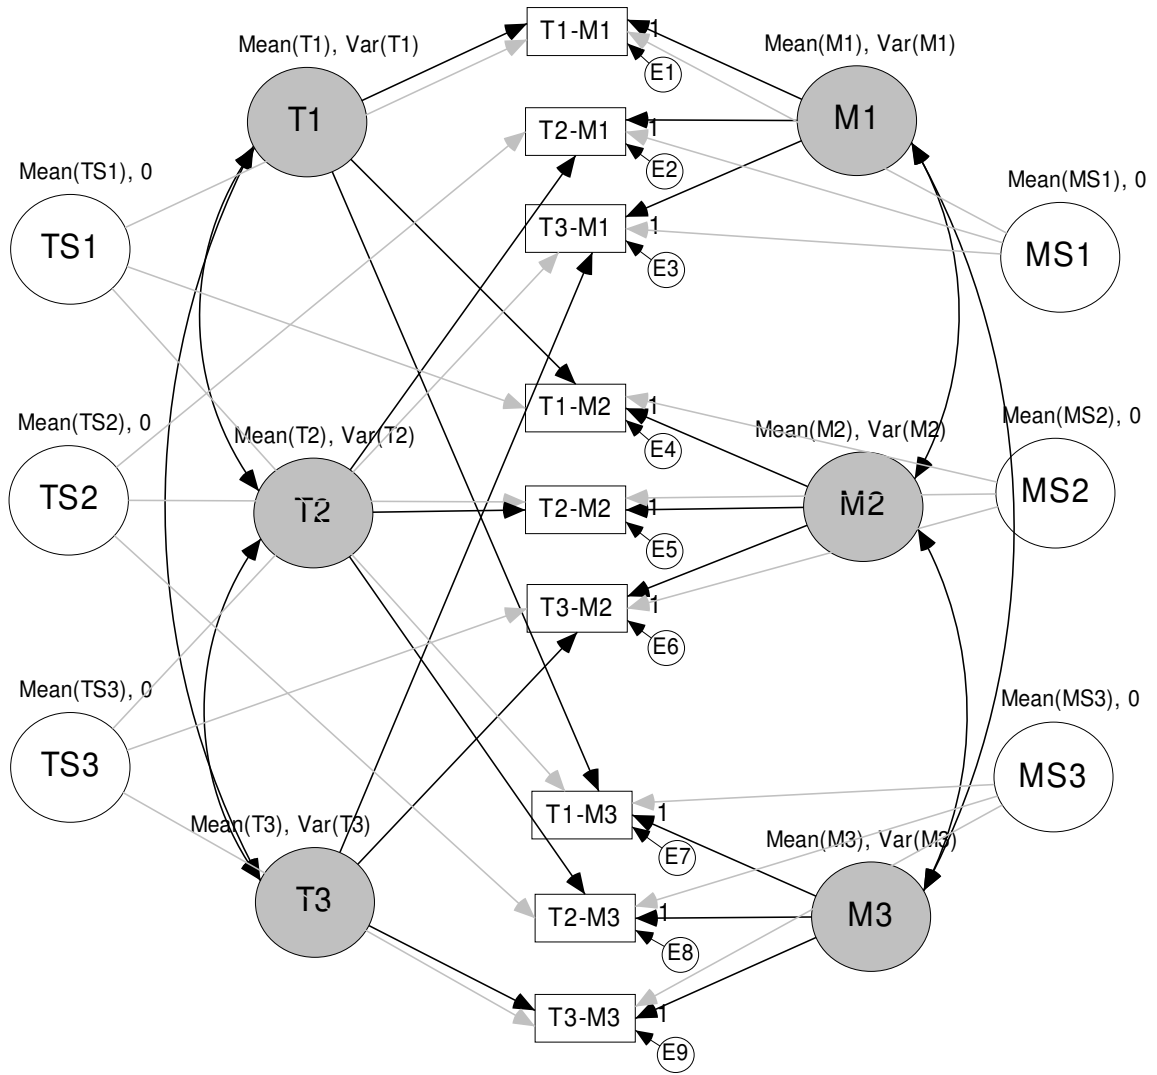 T1-M1
1
Mean(T1), Var(T1)
Mean(M1), Var(M1)
E1
T1
M1
T2-M1
1
E2
Mean(TS1), 0
Mean(MS1), 0
T3-M1
1
TS1
MS1
E3
T1-M2
1
Mean(TS2), 0
Mean(MS2), 0
Mean(T2), Var(T2)
Mean(M2), Var(M2)
E4
TS2
MS2
T2
T2-M2
1
M2
E5
T3-M2
1
E6
Mean(TS3), 0
Mean(MS3), 0
TS3
MS3
T1-M3
1
Mean(T3), Var(T3)
Mean(M3), Var(M3)
E7
T3
M3
T2-M3
1
E8
T3-M3
1
E9